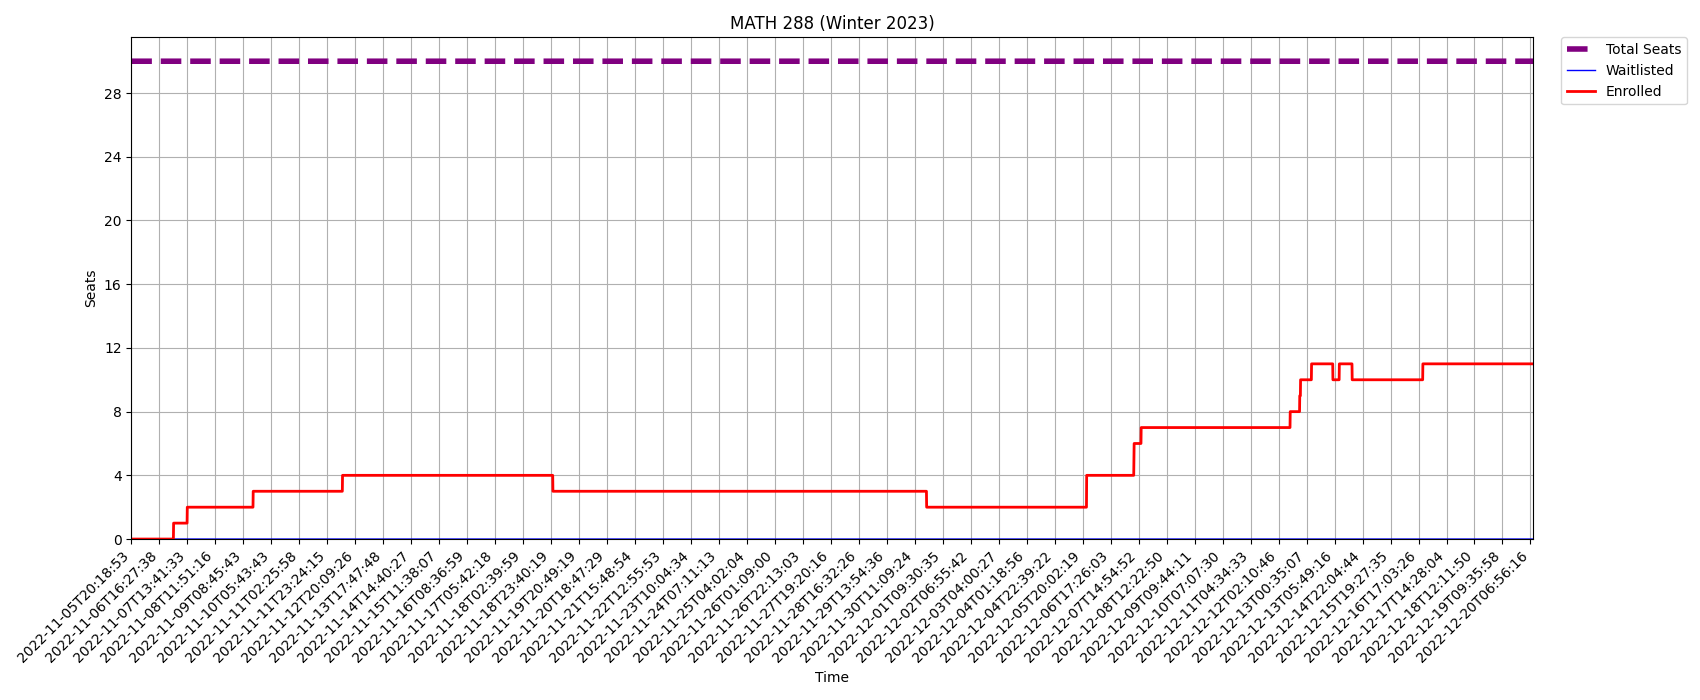 MATH 288 (Winter 2023)
Total Seats
Waitlisted
Enrolled
Seats
28
24
20
16
12
8
4
0
2022-11-05T20:18:53
2022-11-06T16:27:38
2022-11-07T13:41:33
2022-11-08T11:51:16
2022-11-09T08:45:43
2022-11-10T05:43:43
2022-11-11T02:25:58
2022-11-11T23:24:15
2022-11-12T20:09:26
2022-11-13T17:47:48
2022-11-14T14:40:27
2022-11-15T11:38:07
2022-11-16T08:36:59
2022-11-17T05:42:18
2022-11-18T02:39:59
2022-11-18T23:40:19
2022-11-19T20:49:19
2022-11-20T18:47:29
2022-11-21T15:48:54
2022-11-22T12:55:53
2022-11-23T10:04:34
2022-11-24T07:11:13
2022-11-25T04:02:04
2022-11-26T01:09:00
2022-11-26T22:13:03
2022-11-27T19:20:16
2022-11-28T16:32:26
2022-11-29T13:54:36
2022-11-30T11:09:24
2022-12-01T09:30:35
2022-12-02T06:55:42
2022-12-03T04:00:27
2022-12-04T01:18:56
2022-12-04T22:39:22
2022-12-05T20:02:19
2022-12-06T17:26:03
2022-12-07T14:54:52
2022-12-08T12:22:50
2022-12-09T09:44:11
2022-12-10T07:07:30
2022-12-11T04:34:33
2022-12-12T02:10:46
2022-12-13T00:35:07
2022-12-13T05:49:16
2022-12-14T22:04:44
2022-12-15T19:27:35
2022-12-16T17:03:26
2022-12-17T14:28:04
2022-12-18T12:11:50
2022-12-19T09:35:58
2022-12-20T06:56:16
Time